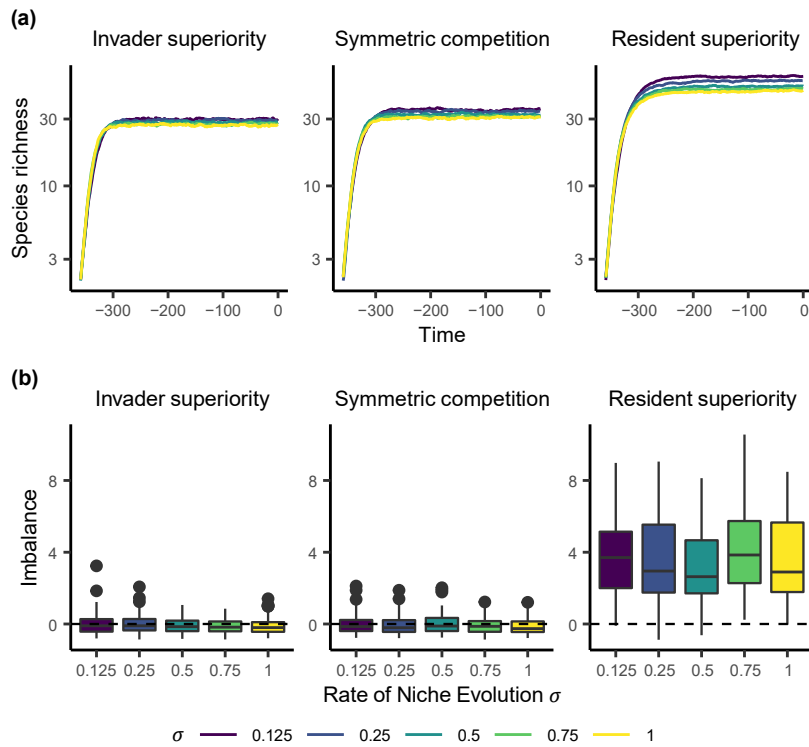 (a)
Invader superiority
Symmetric competition
Resident superiority
Species richness
30
10
3
30
10
3
30
10
3
−300 −200 −100 0
−300 −200 −100 0
−300 −200 −100 0
Time
(b)
Invader superiority
Symmetric competition
Resident superiority
Imbalance
8
4
0
8
4
0
8
4
0
0.125 0.25 0.5 0.75 1
0.125 0.25 0.5 0.75 1
0.125 0.25 0.5 0.75 1
Rate of Niche Evolution σ
σ 0.125 0.25 0.5 0.75 1